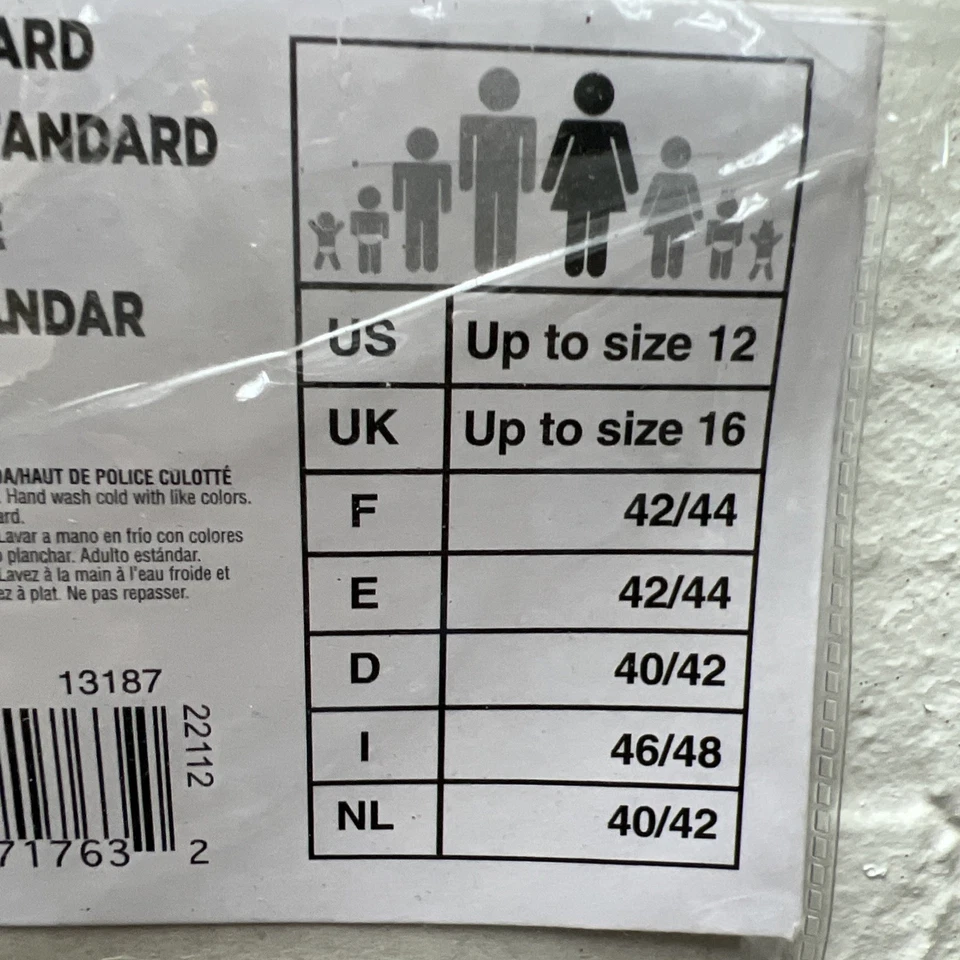 ARD
TANDARD
E
ANDAR
DA/HAUT DE POLICE CULOTTÉ
. Hand wash cold with like colors.
ard.
Lavar a mano en frío con colores
o planchar. Adulto estándar.
Lavez à la main à l'eau froide et
ez à plat. Ne pas repasser.
13187
22112
71763 2
US Up to size 12
UK Up to size 16
F 42/44
E 42/44
D 40/42
I 46/48
NL 40/42